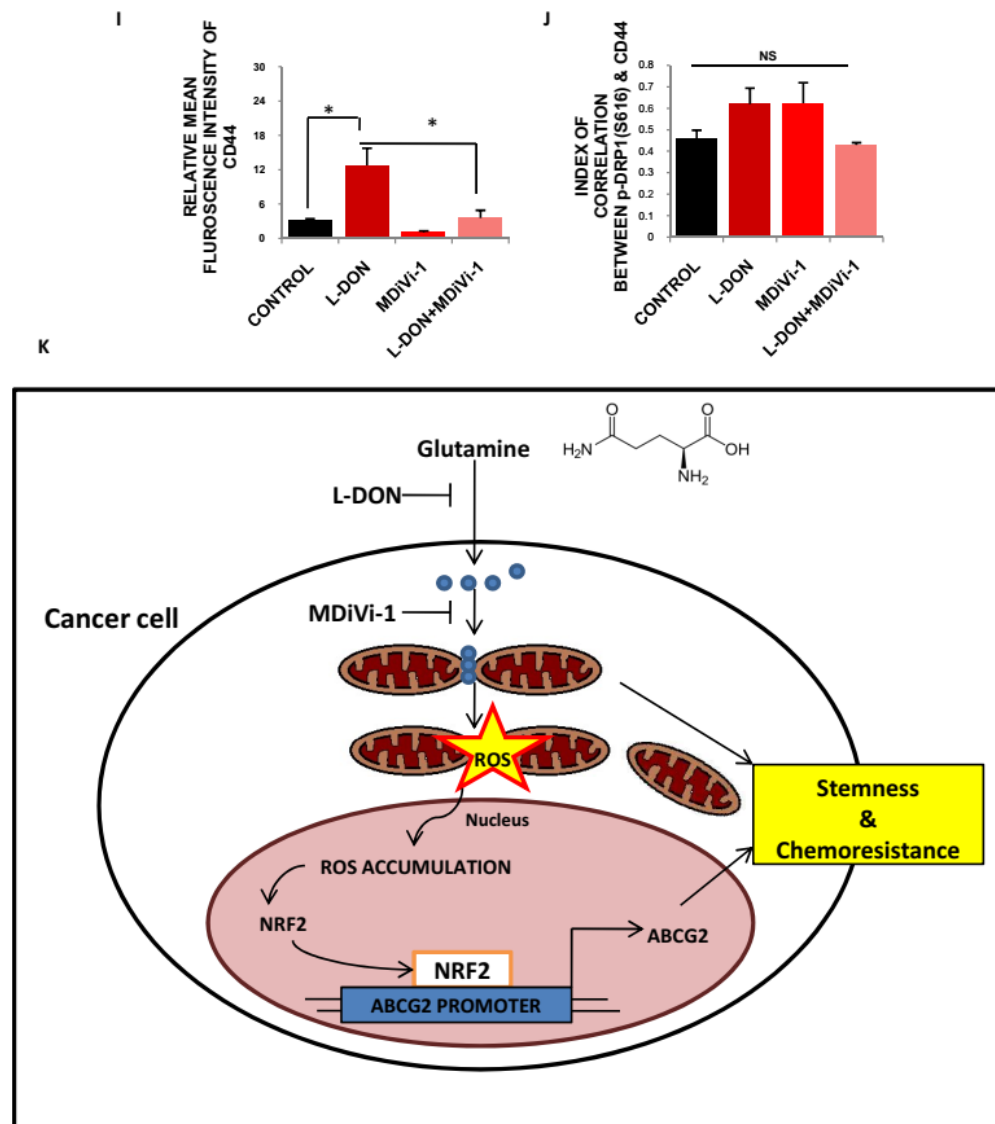 I
RELATIVE MEAN
FLUROSCENCE INTENSITY OF
CD44
30
24
18
12
6
0
*
*
CONTROL
L-DON
MDiVi-1
L-DON+MDiVi-1
J
INDEX OF
CORRELATION
BETWEEN p-DRP1(S616) & CD44
0.8
0.7
0.6
0.5
0.4
0.3
0.2
0.1
0
NS
CONTROL
L-DON
MDiVi-1
L-DON+MDiVi-1
K
Glutamine
O
O
H₂N
OH
NH₂
L-DON
Cancer cell
MDiVi-1
ROS
Stemness
&
Chemoresistance
Nucleus
ROS ACCUMULATION
NRF2
ABCG2
NRF2
ABCG2 PROMOTER